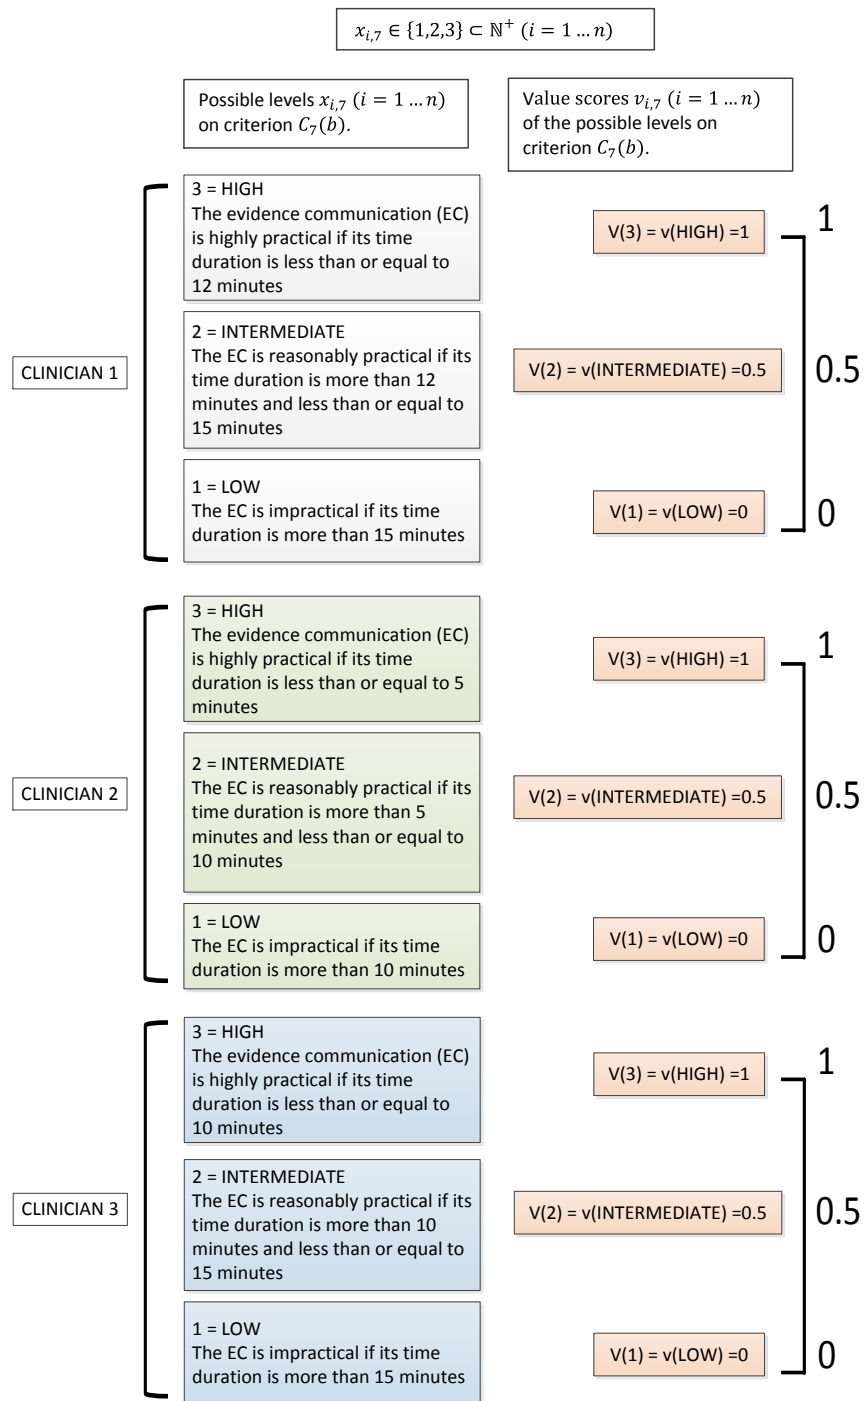 x_{i,7} ∈ {1,2,3} ⊂ ℕ⁺ (i = 1 … n)
Possible levels x_{i,7} (i = 1 … n)
on criterion C₇(b).
Value scores v_{i,7} (i = 1 … n)
of the possible levels on
criterion C₇(b).
CLINICIAN 1
3 = HIGH
The evidence communication (EC)
is highly practical if its time
duration is less than or equal to
12 minutes
V(3) = v(HIGH) =1
1
2 = INTERMEDIATE
The EC is reasonably practical if its
time duration is more than 12
minutes and less than or equal to
15 minutes
V(2) = v(INTERMEDIATE) =0.5
0.5
1 = LOW
The EC is impractical if its time
duration is more than 15 minutes
V(1) = v(LOW) =0
0
CLINICIAN 2
3 = HIGH
The evidence communication (EC)
is highly practical if its time
duration is less than or equal to 5
minutes
V(3) = v(HIGH) =1
1
2 = INTERMEDIATE
The EC is reasonably practical if its
time duration is more than 5
minutes and less than or equal to
10 minutes
V(2) = v(INTERMEDIATE) =0.5
0.5
1 = LOW
The EC is impractical if its time
duration is more than 10 minutes
V(1) = v(LOW) =0
0
CLINICIAN 3
3 = HIGH
The evidence communication (EC)
is highly practical if its time
duration is less than or equal to
10 minutes
V(3) = v(HIGH) =1
1
2 = INTERMEDIATE
The EC is reasonably practical if its
time duration is more than 10
minutes and less than or equal to
15 minutes
V(2) = v(INTERMEDIATE) =0.5
0.5
1 = LOW
The EC is impractical if its time
duration is more than 15 minutes
V(1) = v(LOW) =0
0